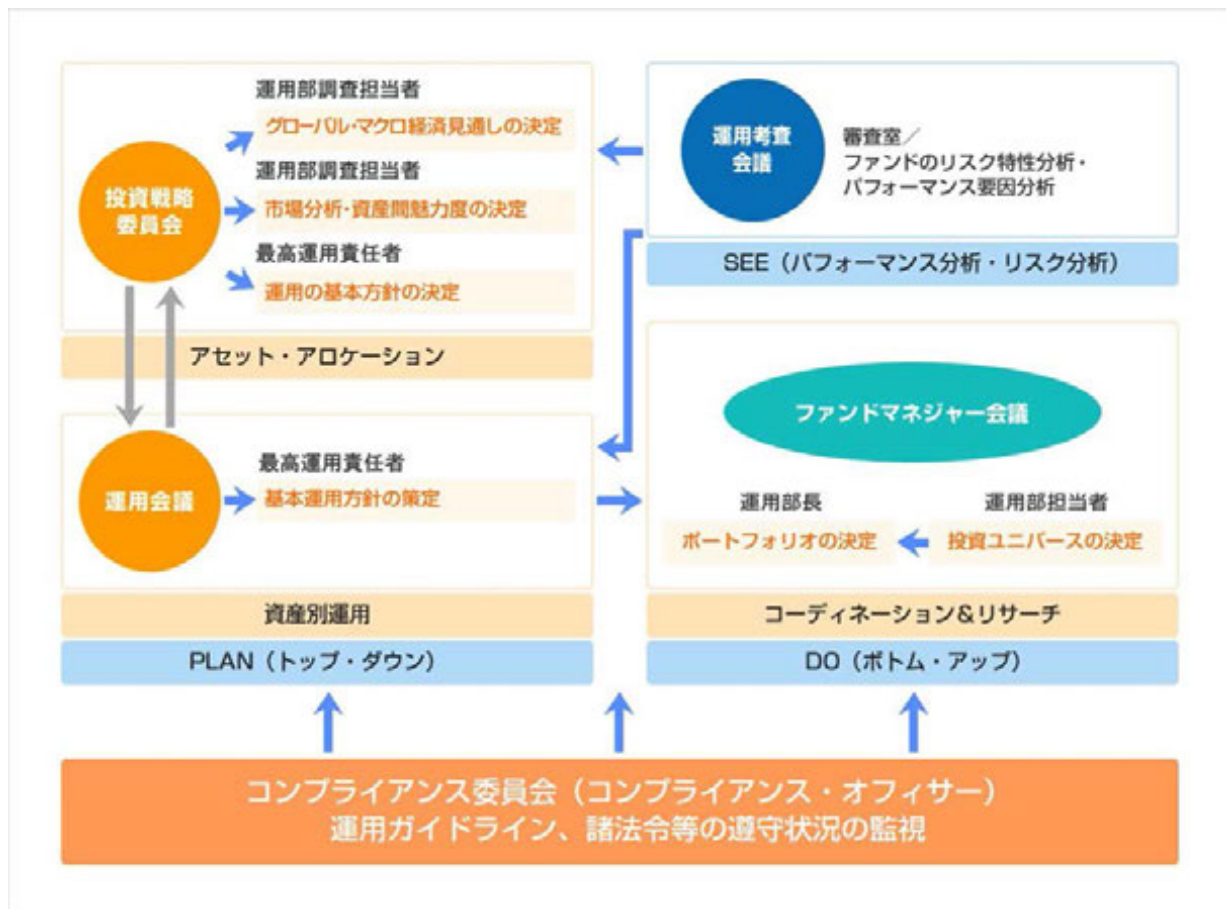 運用部調査担当者
グローバル・マクロ経済見通しの決定
運用部調査担当者
市場分析・資産間魅力度の決定
最高運用責任者
運用の基本方針の決定
投資戦略
委員会
アセット・アロケーション
運用考査
会議
審査室／
ファンドのリスク特性分析・
パフォーマンス要因分析
SEE（パフォーマンス分析・リスク分析）
運用会議
最高運用責任者
基本運用方針の策定
資産別運用
PLAN（トップ・ダウン）
ファンドマネジャー会議
運用部長
ポートフォリオの決定
運用部担当者
投資ユニバースの決定
コーディネーション＆リサーチ
DO（ボトム・アップ）
コンプライアンス委員会（コンプライアンス・オフィサー）
運用ガイドライン、諸法令等の遵守状況の監視